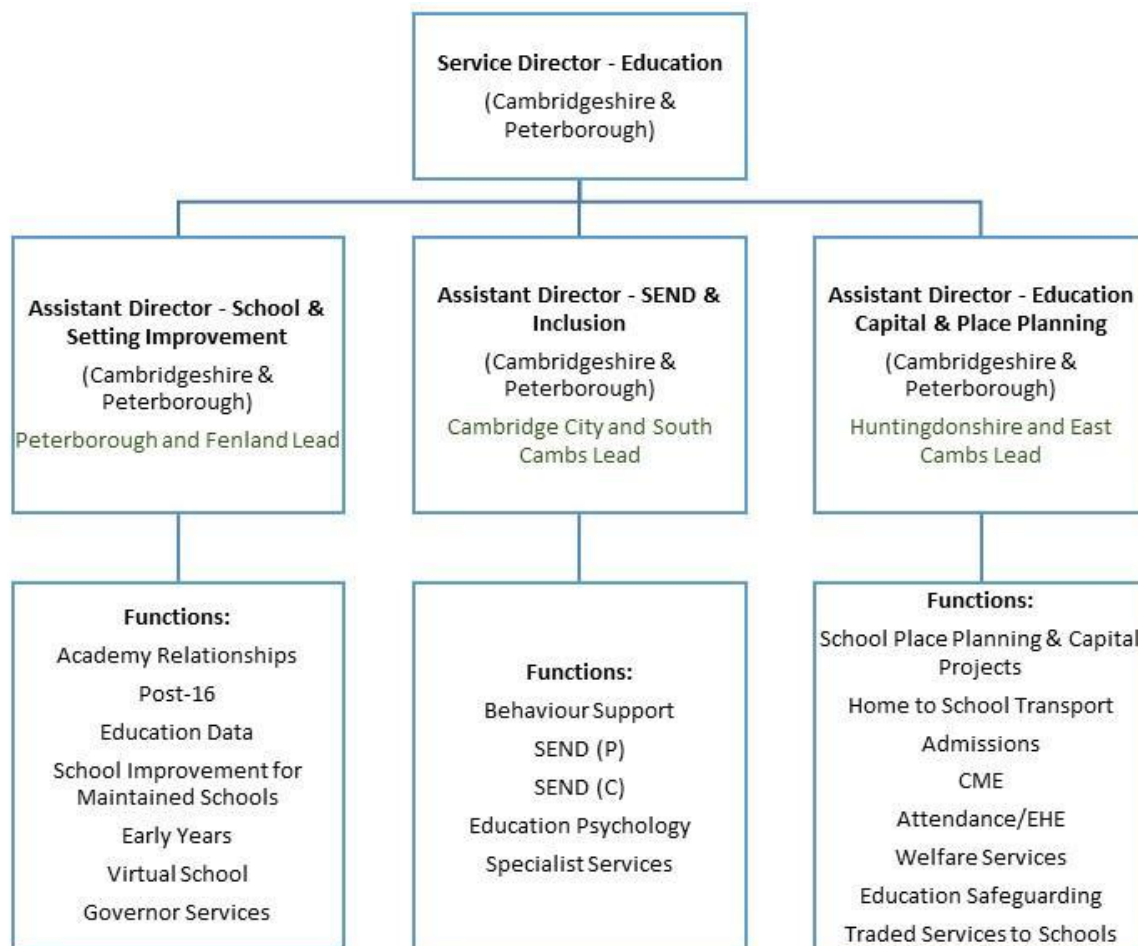 Service Director - Education
(Cambridgeshire &
Peterborough)
Assistant Director - School &
Setting Improvement
(Cambridgeshire &
Peterborough)
Peterborough and Fenland Lead
Assistant Director - SEND &
Inclusion
(Cambridgeshire &
Peterborough)
Cambridge City and South
Cambs Lead
Assistant Director - Education
Capital & Place Planning
(Cambridgeshire &
Peterborough)
Huntingdonshire and East
Cambs Lead
Functions:
Academy Relationships
Post-16
Education Data
School Improvement for
Maintained Schools
Early Years
Virtual School
Governor Services
Functions:
Behaviour Support
SEND (P)
SEND (C)
Education Psychology
Specialist Services
Functions:
School Place Planning & Capital
Projects
Home to School Transport
Admissions
CME
Attendance/EHE
Welfare Services
Education Safeguarding
Traded Services to Schools